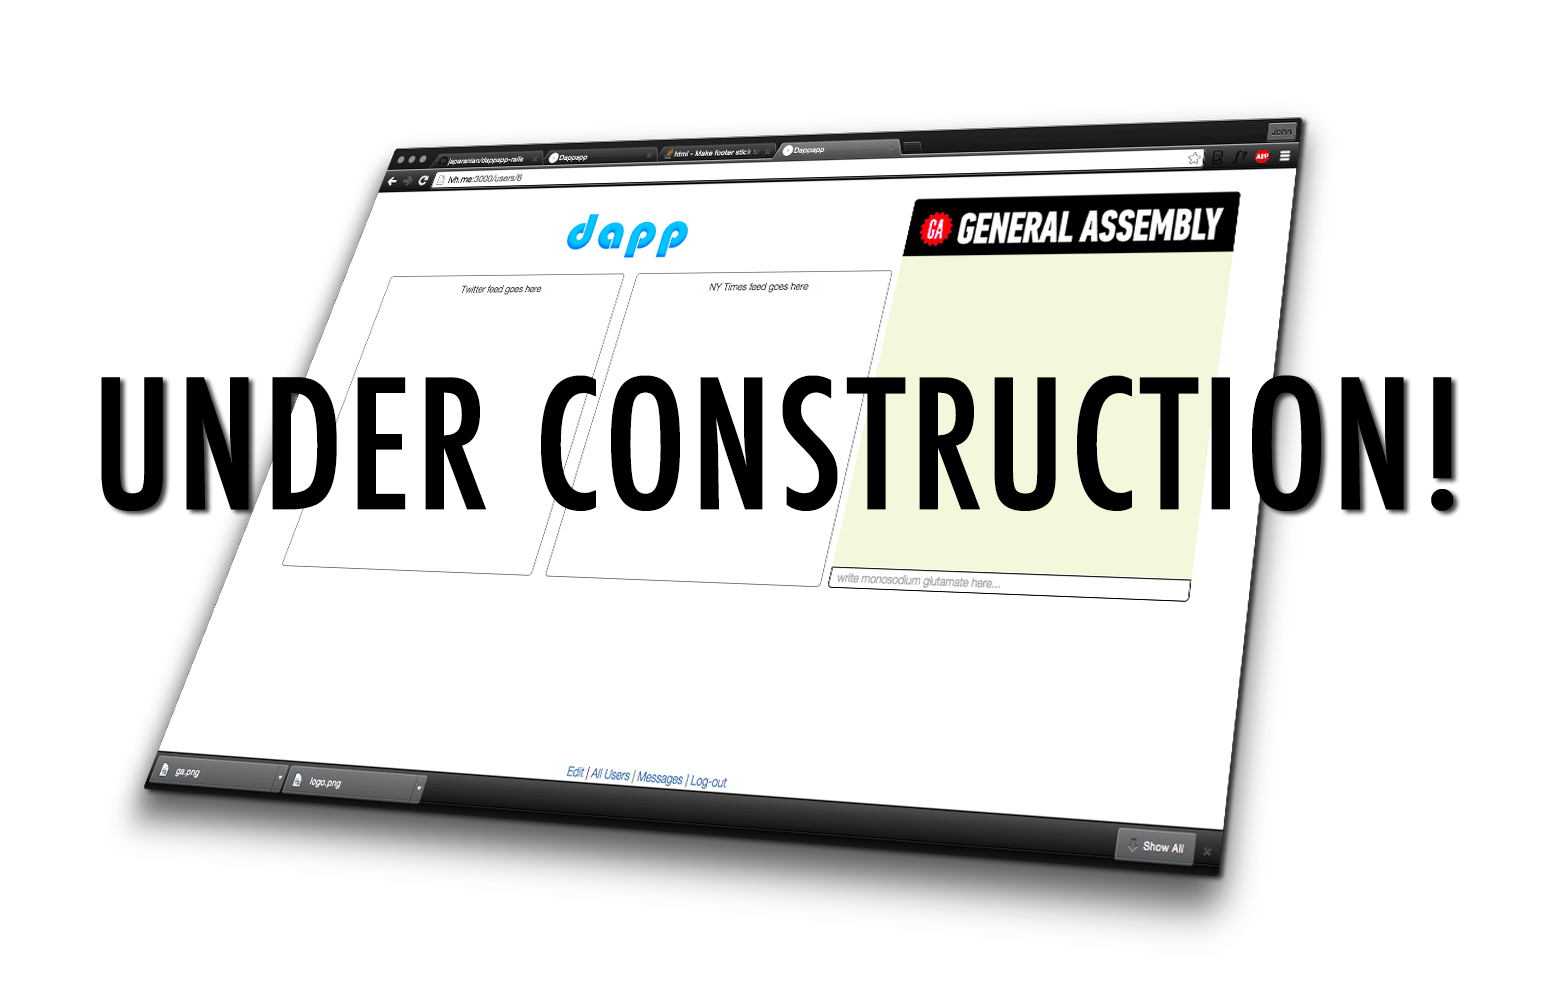 John
japaranian/dappapp-rails
Dappapp
html - Make footer stick to
Dappapp
lvh.me:3000/users/6
ABP
dapp
GA GENERAL ASSEMBLY
Twitter feed goes here
NY Times feed goes here
UNDER CONSTRUCTION!
write monosodium glutamate here...
Edit | All Users | Messages | Log-out
ga.png
logo.png
Show All